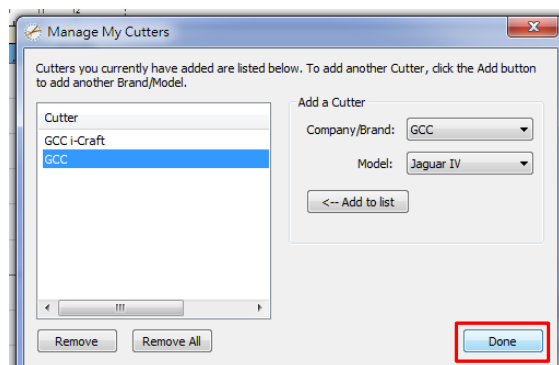 Manage My Cutters
Cutters you currently have added are listed below. To add another Cutter, click the Add button
to add another Brand/Model.
Cutter
GCC i-Craft
GCC
Add a Cutter
Company/Brand: GCC
Model: Jaguar IV
<-- Add to list
Remove Remove All Done